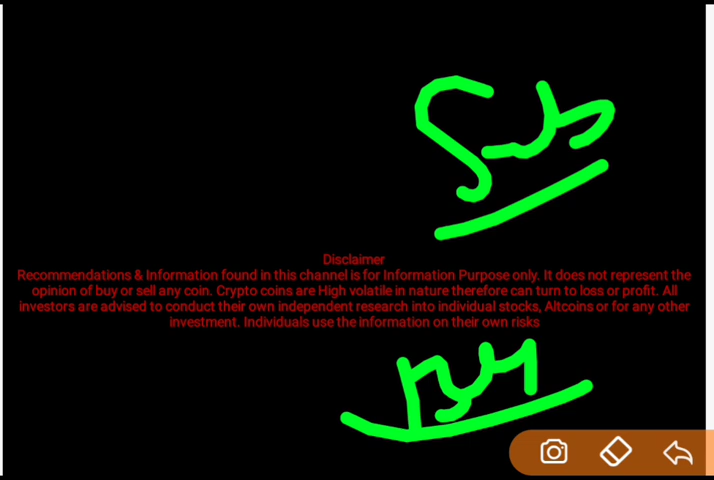 Sub
Disclaimer
Recommendations & Information found in this channel is for Information Purpose only. It does not represent the
opinion of buy or sell any coin. Crypto coins are High volatile in nature therefore can turn to loss or profit. All
investors are advised to conduct their own independent research into individual stocks, Altcoins or for any other
investment. Individuals use the information on their own risks